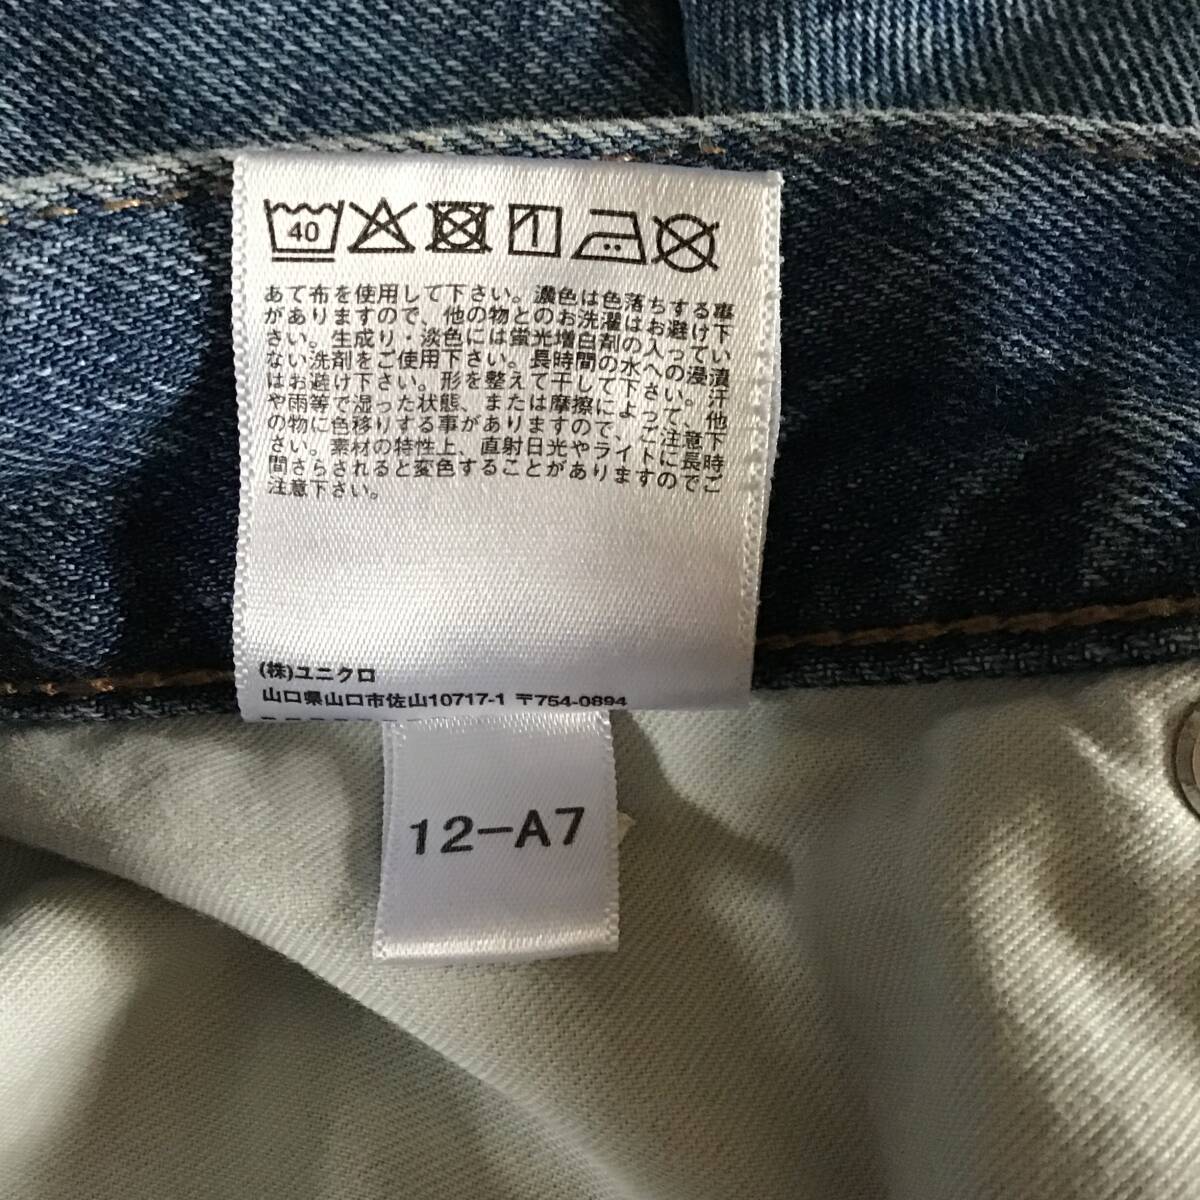 40
あて布を使用して下さい。濃色は色落ちする事
がありますので、他の物とのお洗濯はお避け下
さい。生成り・淡色には蛍光増白剤の入ってい
ない洗剤をご使用下さい。長時間の水への浸漬
はお避け下さい。形を整えて干して下さい。汗
や雨等で湿った状態、または摩擦によって、他
の物に色移りする事がありますので、ご注意下
さい。素材の特性上、直射日光やライトに長時
間さらされると変色することがありますのでご
注意下さい。
(株)ユニクロ
山口県山口市佐山10717-1 〒754-0894
12-A7